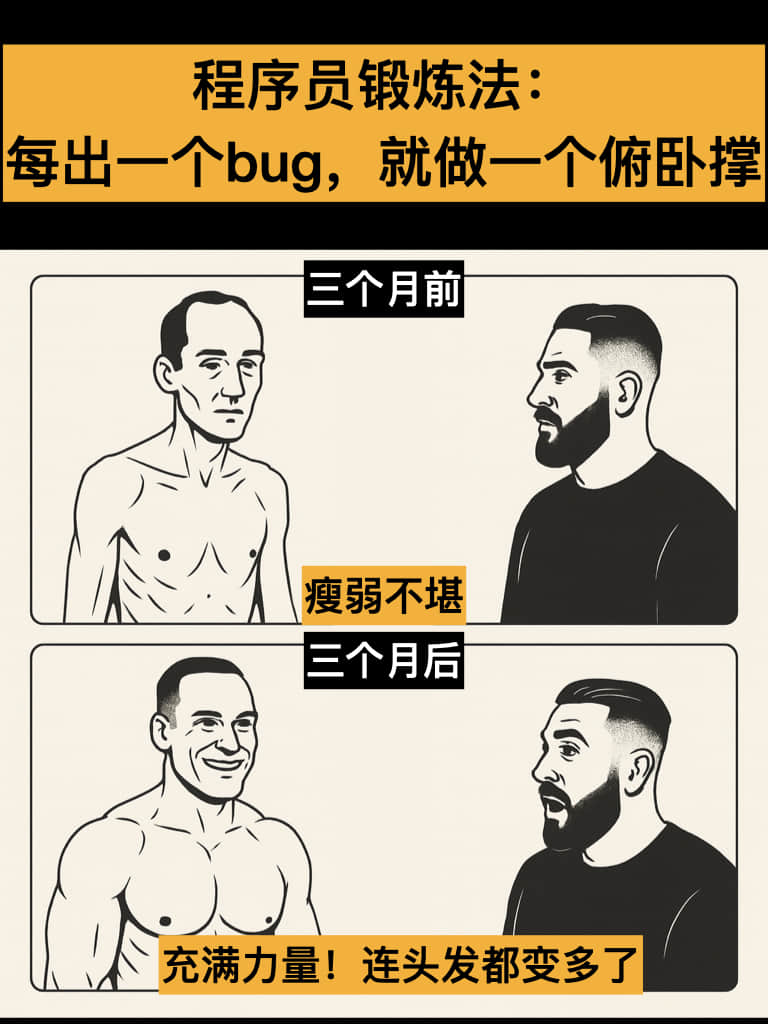 程序员锻炼法：
每出一个bug，就做一个俯卧撑
三个月前
瘦弱不堪
三个月后
充满力量！连头发都变多了